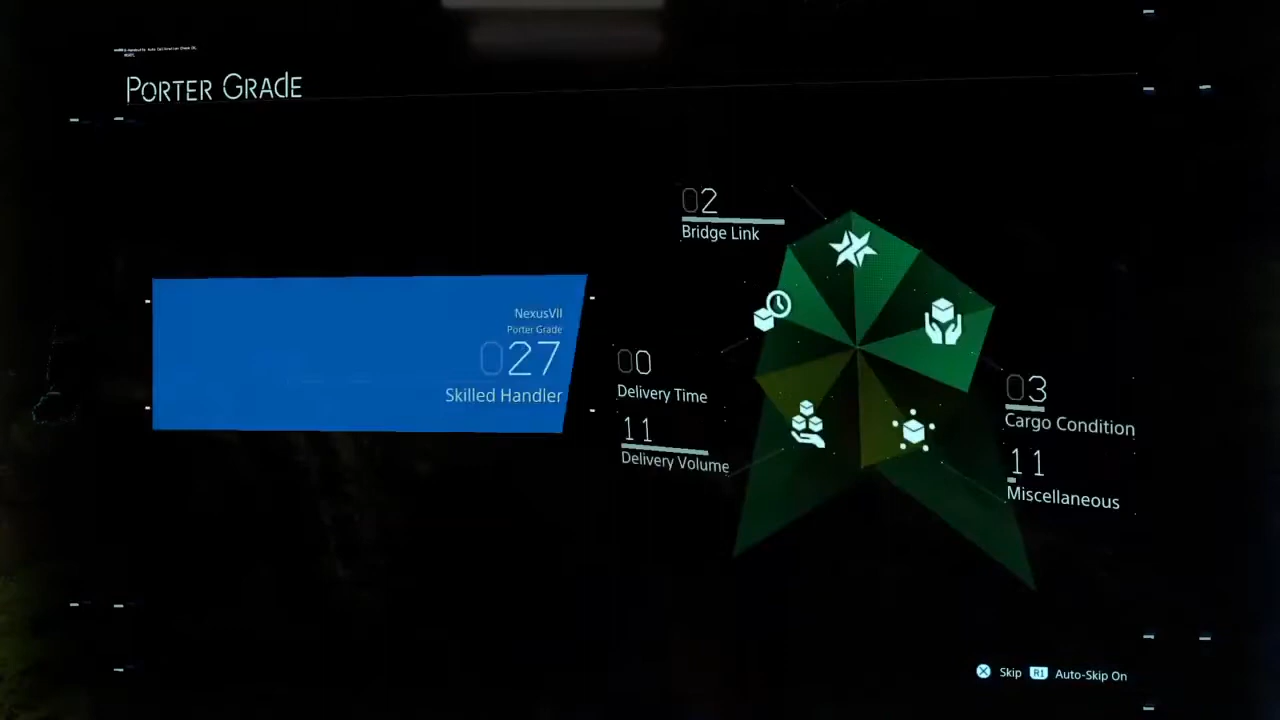 Porter Grade
02
Bridge Link
NexusVII
Porter Grade
027
Skilled Handler
00
Delivery Time
11
Delivery Volume
03
Cargo Condition
11
Miscellaneous
Skip R1 Auto-Skip On